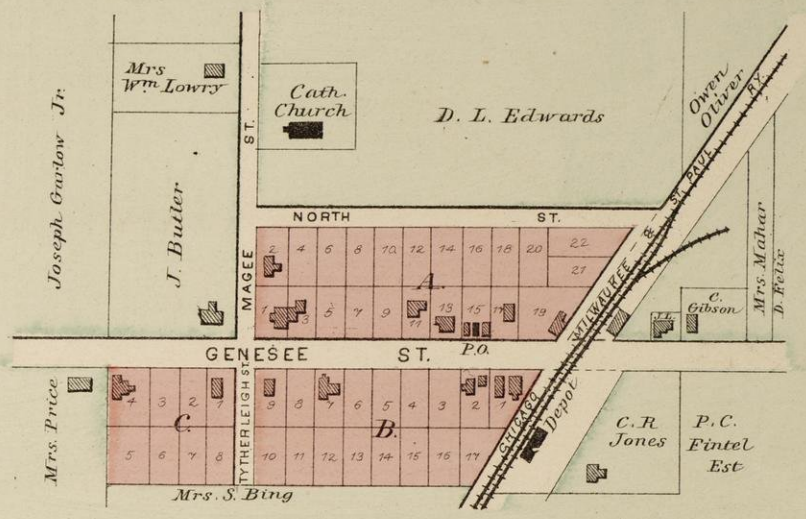 Mrs
Wm Lowry
Cath.
Church
D. L. Edwards
Owen
Oliver
Joseph Garlow Jr.
J. Butler
MAGEE ST.
NORTH ST.
CHICAGO MILWAUKEE & ST. PAUL RY.
Mrs. Mahar
D. Felix
2 4 6 8 10 12 14 16 18 20 22
21
A.
1 3 5 7 9 11 13 15 17 19
P.O.
J.L.
C.
Gibson
GENESEE ST.
Mrs. Price
4 3 2 1
C.
5 6 7 8
TYTHERLEIGH ST.
9 8 7 6 5 4 3 2 1
B.
10 11 12 13 14 15 16 17
Depot
C. R
Jones
P. C.
Fintel
Est
Mrs. S. Bing